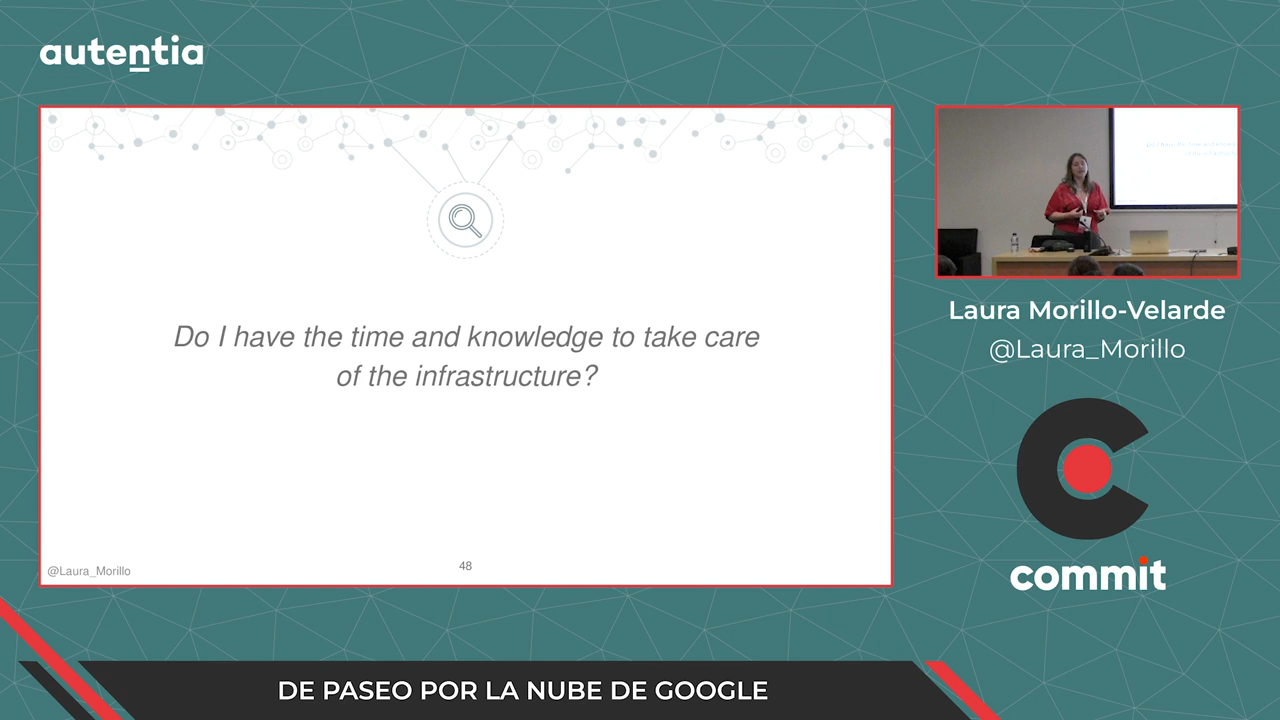 autentia
Do I have the time and knowledge to take care
of the infrastructure?
@Laura_Morillo
48
Laura Morillo-Velarde
@Laura_Morillo
commit
DE PASEO POR LA NUBE DE GOOGLE